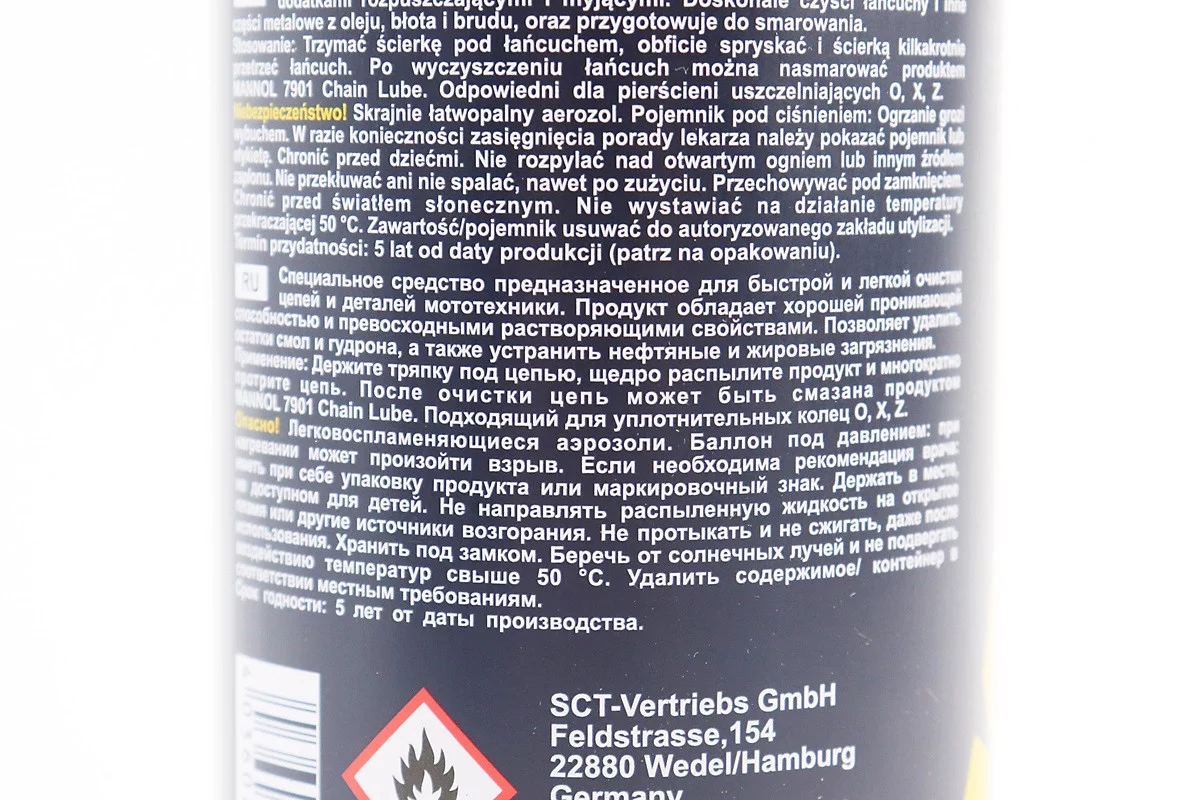 dodatkami rozpuszczającymi i myjącymi. Doskonale czyści łańcuchy i inne
części metalowe z oleju, błota i brudu, oraz przygotowuje do smarowania.
Stosowanie: Trzymać ścierkę pod łańcuchem, obficie spryskać i ścierką kilkakrotnie
przetrzeć łańcuch. Po wyczyszczeniu łańcuch można nasmarować produktem
MANNOL 7901 Chain Lube. Odpowiedni dla pierścieni uszczelniających O, X, Z.
Niebezpieczeństwo! Skrajnie łatwopalny aerozol. Pojemnik pod ciśnieniem: Ogrzanie grozi
wybuchem. W razie konieczności zasięgnięcia porady lekarza należy pokazać pojemnik lub
etykietę. Chronić przed dziećmi. Nie rozpylać nad otwartym ogniem lub innym źródłem
zapłonu. Nie przekłuwać ani nie spalać, nawet po zużyciu. Przechowywać pod zamknięciem.
Chronić przed światłem słonecznym. Nie wystawiać na działanie temperatury
przekraczającej 50 °C. Zawartość/pojemnik usuwać do autoryzowanego zakładu utylizacji.
Termin przydatności: 5 lat od daty produkcji (patrz na opakowaniu).
RU Специальное средство предназначенное для быстрой и легкой очистки
цепей и деталей мототехники. Продукт обладает хорошей проникающей
способностью и превосходными растворяющими свойствами. Позволяет удалить
остатки смол и гудрона, а также устранить нефтяные и жировые загрязнения.
Применение: Держите тряпку под цепью, щедро распылите продукт и многократно
протрите цепь. После очистки цепь может быть смазана продуктом
MANNOL 7901 Chain Lube. Подходящий для уплотнительных колец O, X, Z.
Опасно! Легковоспламеняющиеся аэрозоли. Баллон под давлением: при
нагревании может произойти взрыв. Если необходима рекомендация врача:
иметь при себе упаковку продукта или маркировочный знак. Держать в месте,
не доступном для детей. Не направлять распыленную жидкость на открытое
пламя или другие источники возгорания. Не протыкать и не сжигать, даже после
использования. Хранить под замком. Беречь от солнечных лучей и не подвергать
воздействию температур свыше 50 °C. Удалить содержимое/ контейнер в
соответствии местным требованиям.
Срок годности: 5 лет от даты производства.
SCT-Vertriebs GmbH
Feldstrasse,154
22880 Wedel/Hamburg
Germany